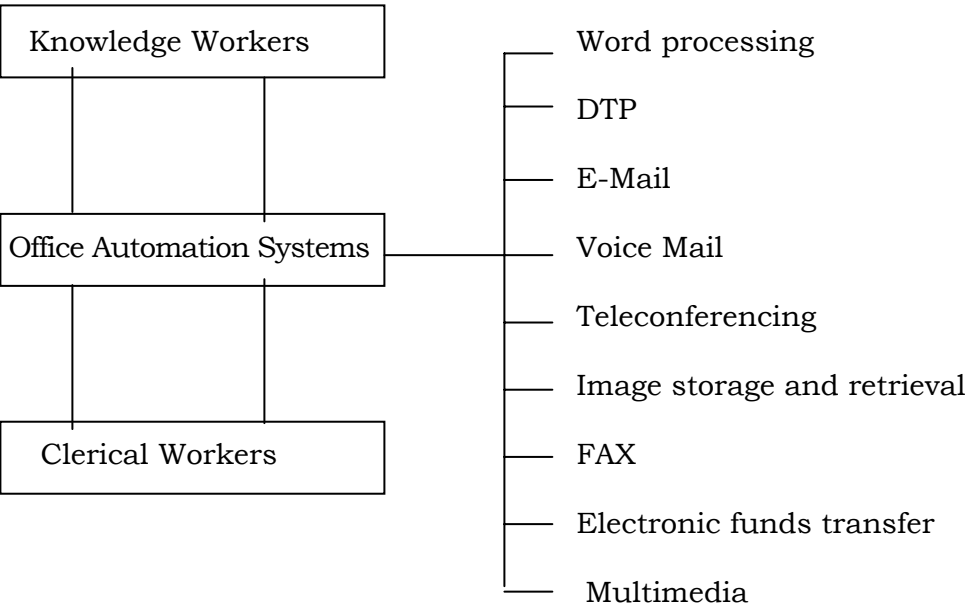 Knowledge Workers
Office Automation Systems
Clerical Workers
Word processing
DTP
E-Mail
Voice Mail
Teleconferencing
Image storage and retrieval
FAX
Electronic funds transfer
Multimedia